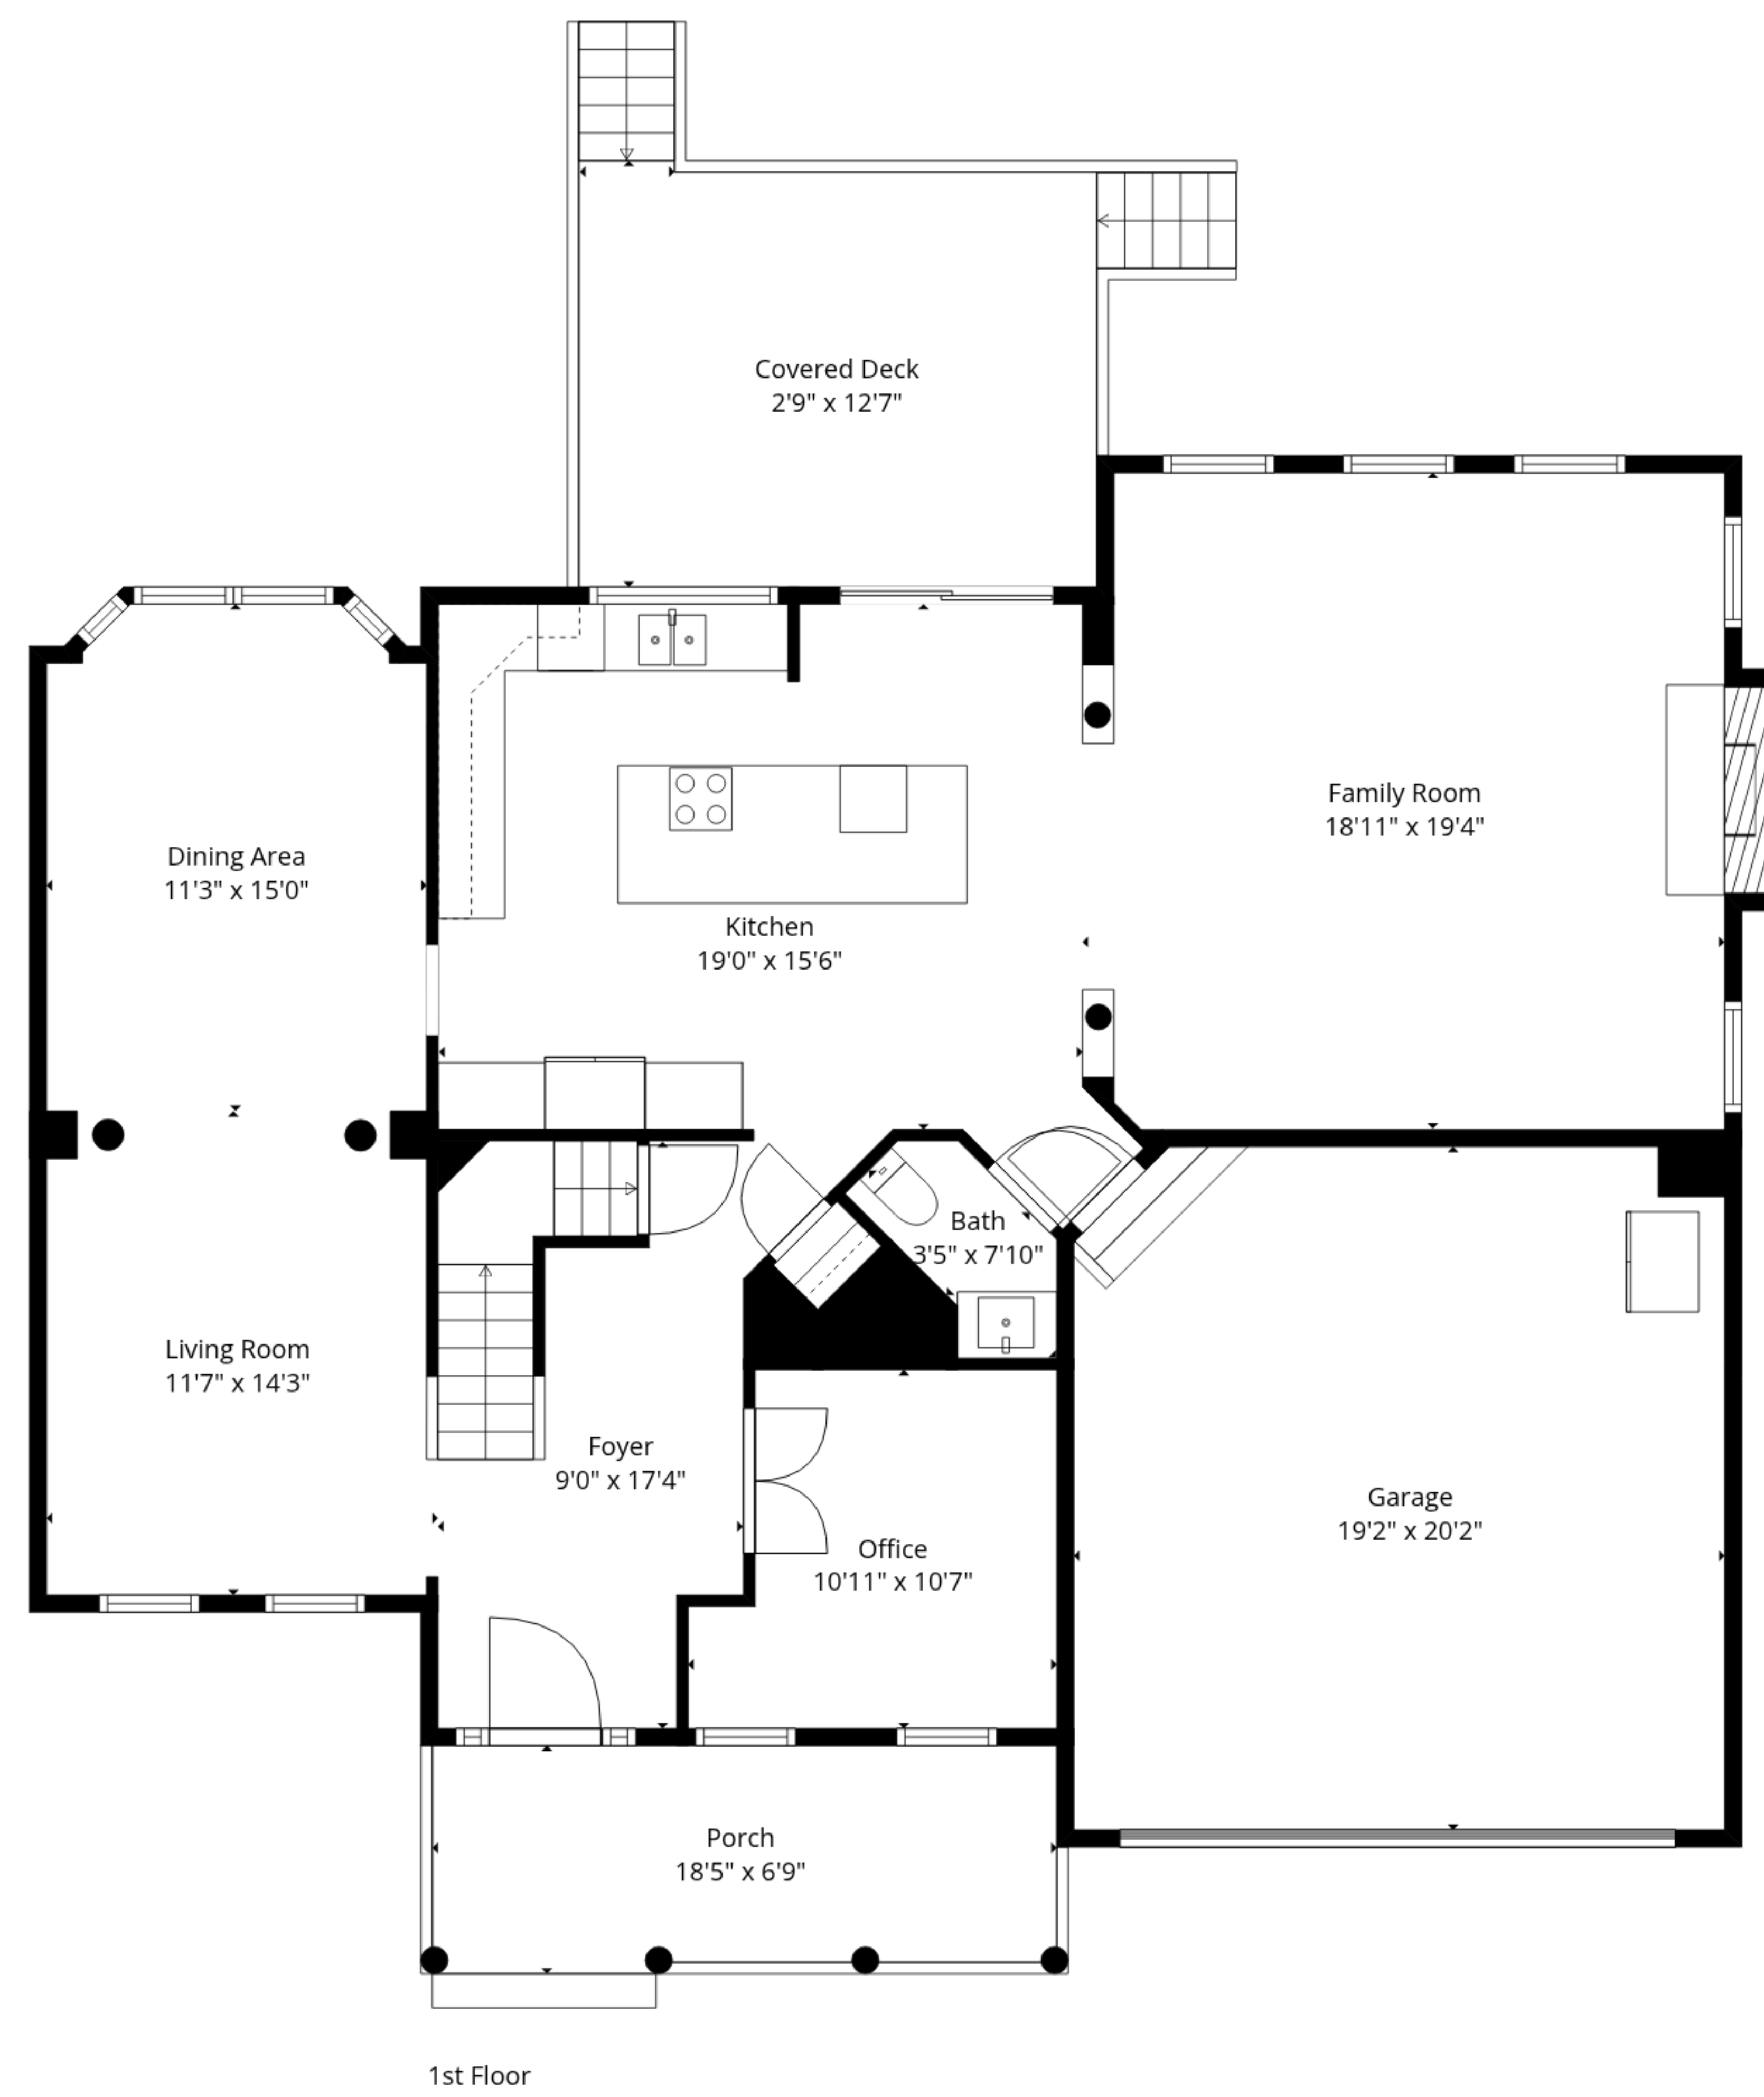 Covered Deck
2'9" x 12'7"
Family Room
18'11" x 19'4"
Dining Area
11'3" x 15'0"
Kitchen
19'0" x 15'6"
Bath
3'5" x 7'10"
Living Room
11'7" x 14'3"
Foyer
9'0" x 17'4"
Garage
19'2" x 20'2"
Office
10'11" x 10'7"
Porch
18'5" x 6'9"
1st Floor